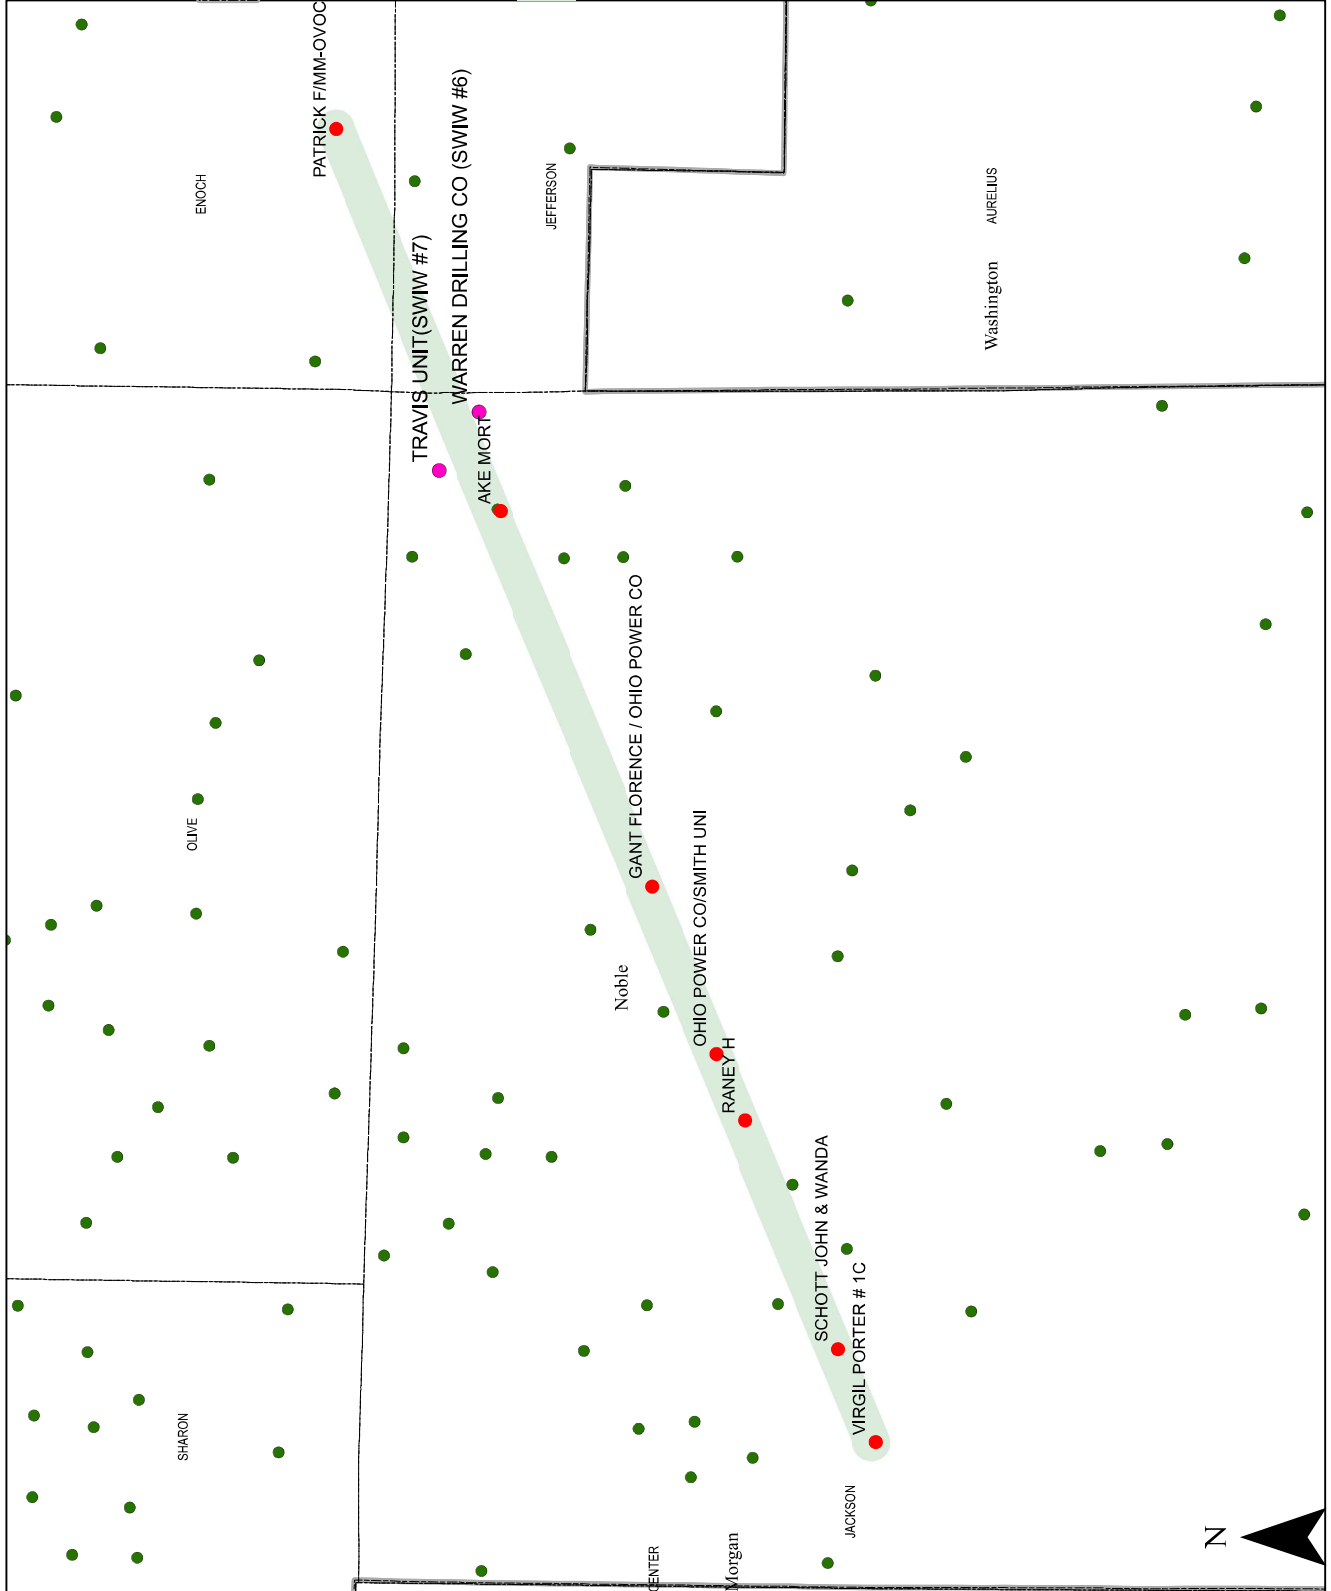 PATRICK F/MM-OVOC
ENOCH
WARREN DRILLING CO (SWIW #6)
TRAVIS UNIT(SWIW #7)
JEFFERSON
AURELIUS
Washington
AKE MORT
GANT FLORENCE / OHIO POWER CO
OLIVE
OHIO POWER CO/SMITH UNI
Noble
RANEY H
SCHOTT JOHN & WANDA
VIRGIL PORTER # 1C
SHARON
JACKSON
CENTER
Morgan
N